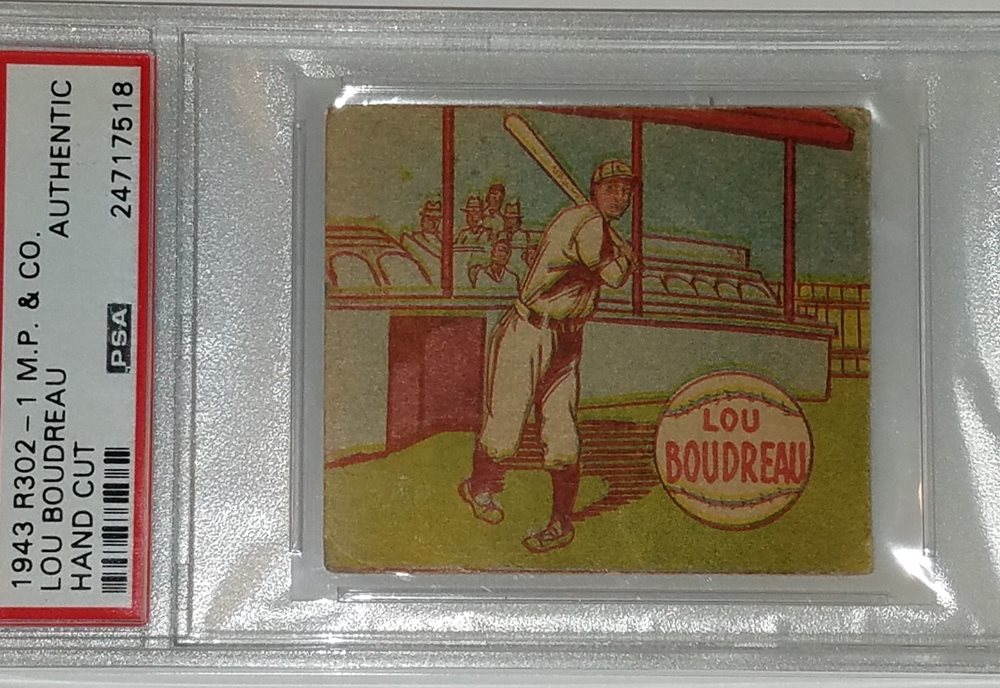 1943 R302-1 M.P. & CO.
LOU BOUDREAU AUTHENTIC
HAND CUT PSA 24717518
LOU
BOUDREAU